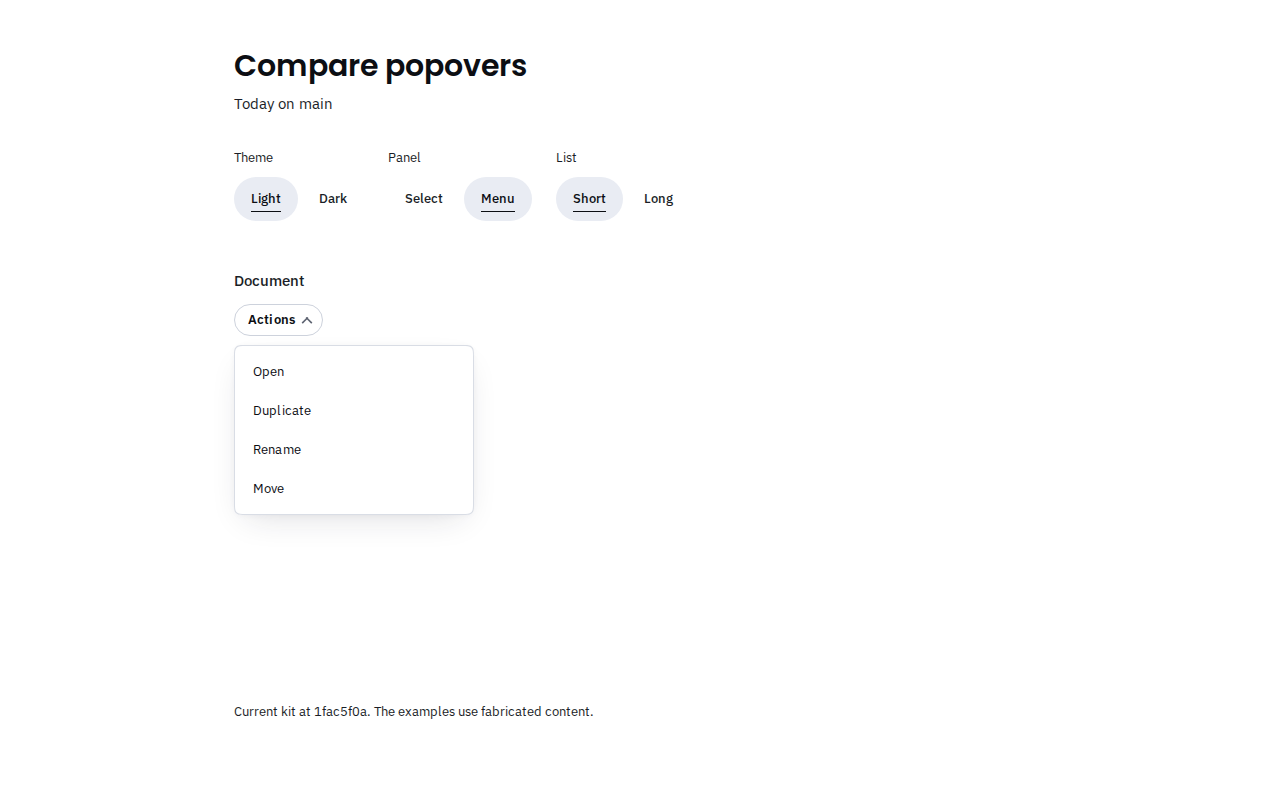 Compare popovers
Today on main
Theme Panel List
Light Dark Select Menu Short Long
Document
Actions
Open
Duplicate
Rename
Move
Current kit at 1fac5f0a. The examples use fabricated content.